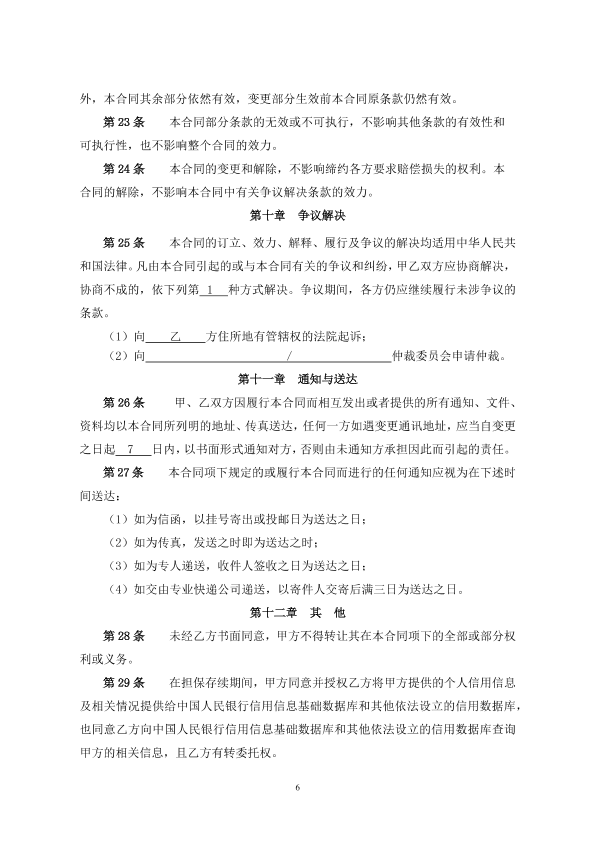 外，本合同其余部分依然有效，变更部分生效前本合同原条款仍然有效。
第 23 条 本合同部分条款的无效或不可执行，不影响其他条款的有效性和
可执行性，也不影响整个合同的效力。
第 24 条 本合同的变更和解除，不影响缔约各方要求赔偿损失的权利。本
合同的解除，不影响本合同中有关争议解决条款的效力。
第十章 争议解决
第 25 条 本合同的订立、效力、解释、履行及争议的解决均适用中华人民共
和国法律。凡由本合同引起的或与本合同有关的争议和纠纷，甲乙双方应协商解决，
协商不成的，依下列第 1 种方式解决。争议期间，各方仍应继续履行未涉争议的
条款。
（1）向 乙 方住所地有管辖权的法院起诉；
（2）向 / 仲裁委员会申请仲裁。
第十一章 通知与送达
第 26 条 甲、乙双方因履行本合同而相互发出或者提供的所有通知、文件、
资料均以本合同所列明的地址、传真送达，任何一方如遇变更通讯地址，应当自变更
之日起 7 日内，以书面形式通知对方，否则由未通知方承担因此而引起的责任。
第 27 条 本合同项下规定的或履行本合同而进行的任何通知应视为在下述时
间送达：
（1）如为信函，以挂号寄出或投邮日为送达之日；
（2）如为传真，发送之时即为送达之时；
（3）如为专人递送，收件人签收之日为送达之日；
（4）如交由专业快递公司递送，以寄件人交寄后满三日为送达之日。
第十二章 其 他
第 28 条 未经乙方书面同意，甲方不得转让其在本合同项下的全部或部分权
利或义务。
第 29 条 在担保存续期间，甲方同意并授权乙方将甲方提供的个人信用信息
及相关情况提供给中国人民银行信用信息基础数据库和其他依法设立的信用数据库，
也同意乙方向中国人民银行信用信息基础数据库和其他依法设立的信用数据库查询
甲方的相关信息，且乙方有转委托权。
6